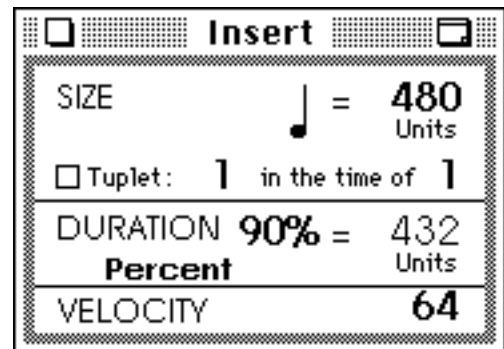 Insert
SIZE = 480
Units
Tuplet: 1 in the time of 1
DURATION 90% = 432
Percent Units
VELOCITY 64